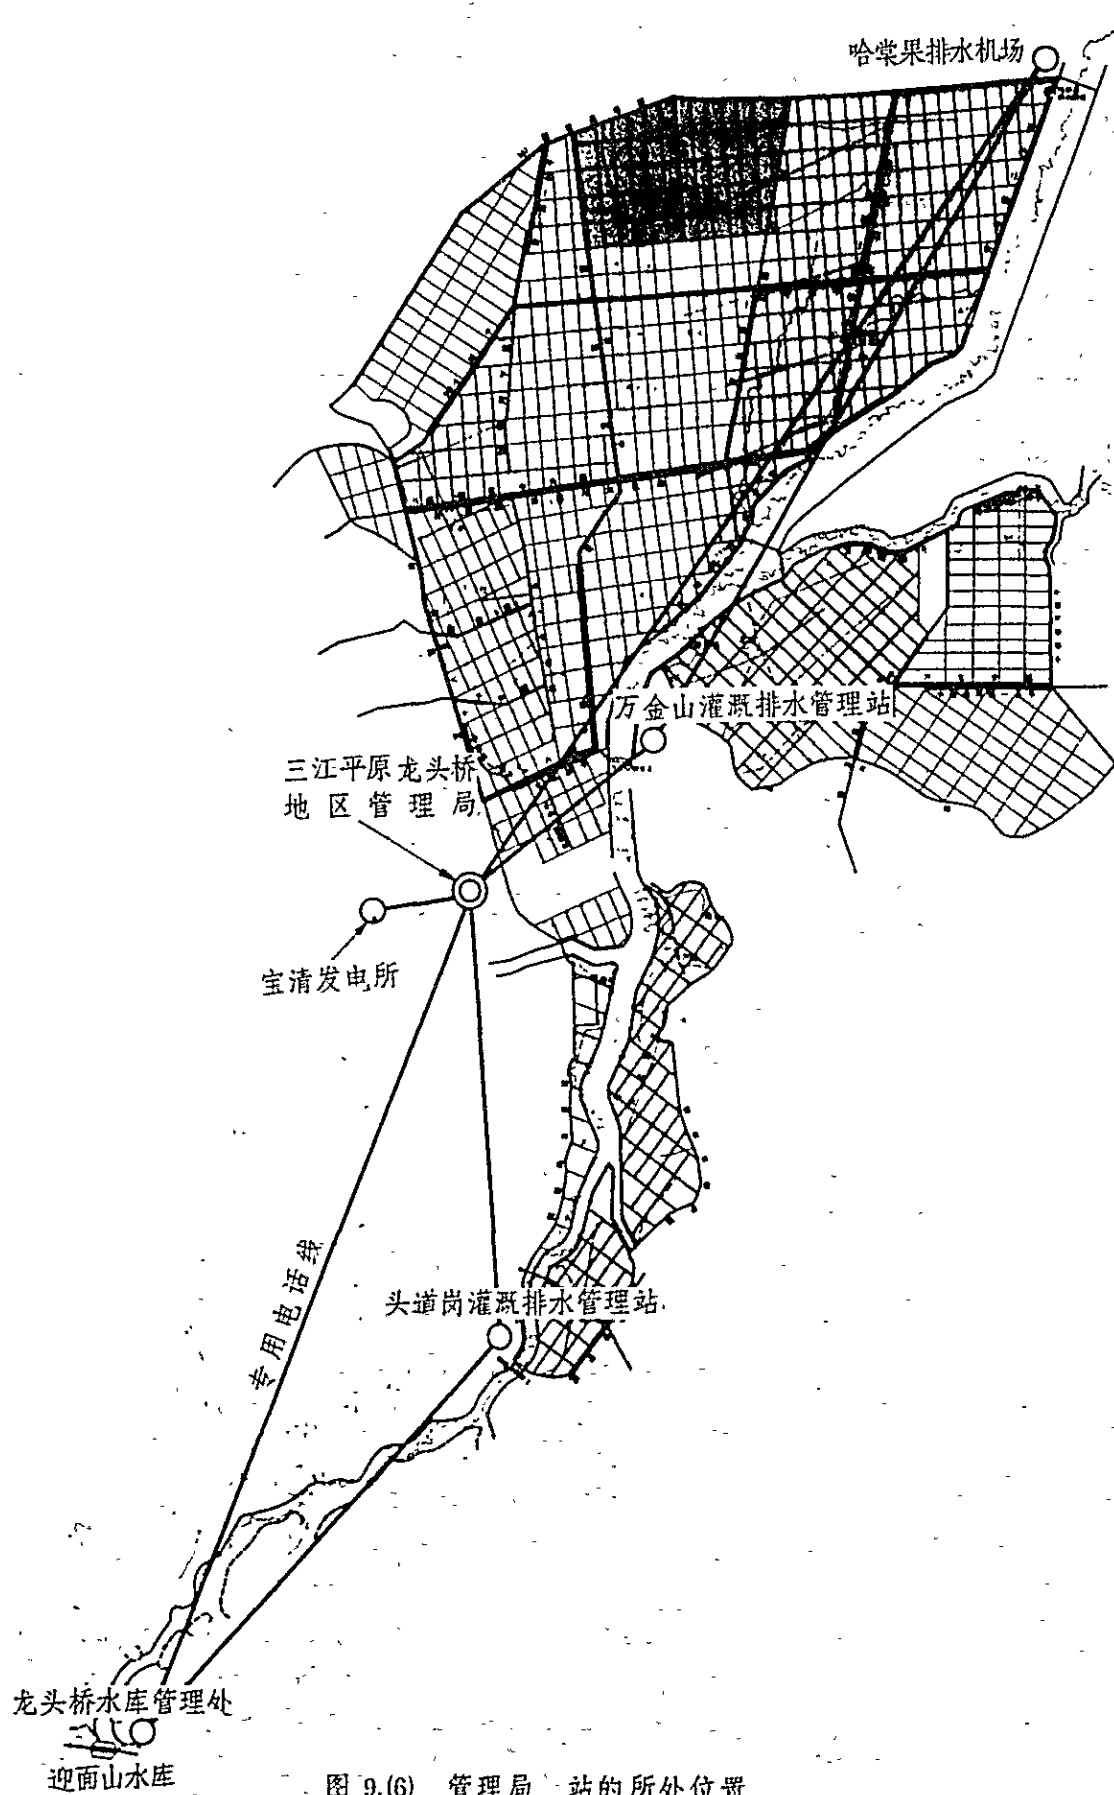 哈棠果排水机场
万金山灌溉排水管理站
三江平原龙头桥
地区管理局
宝清发电所
头道岗灌溉排水管理站
专用电话线
龙头桥水库管理处
迎面山水库
图 9.(6) 管理局 站的所处位置